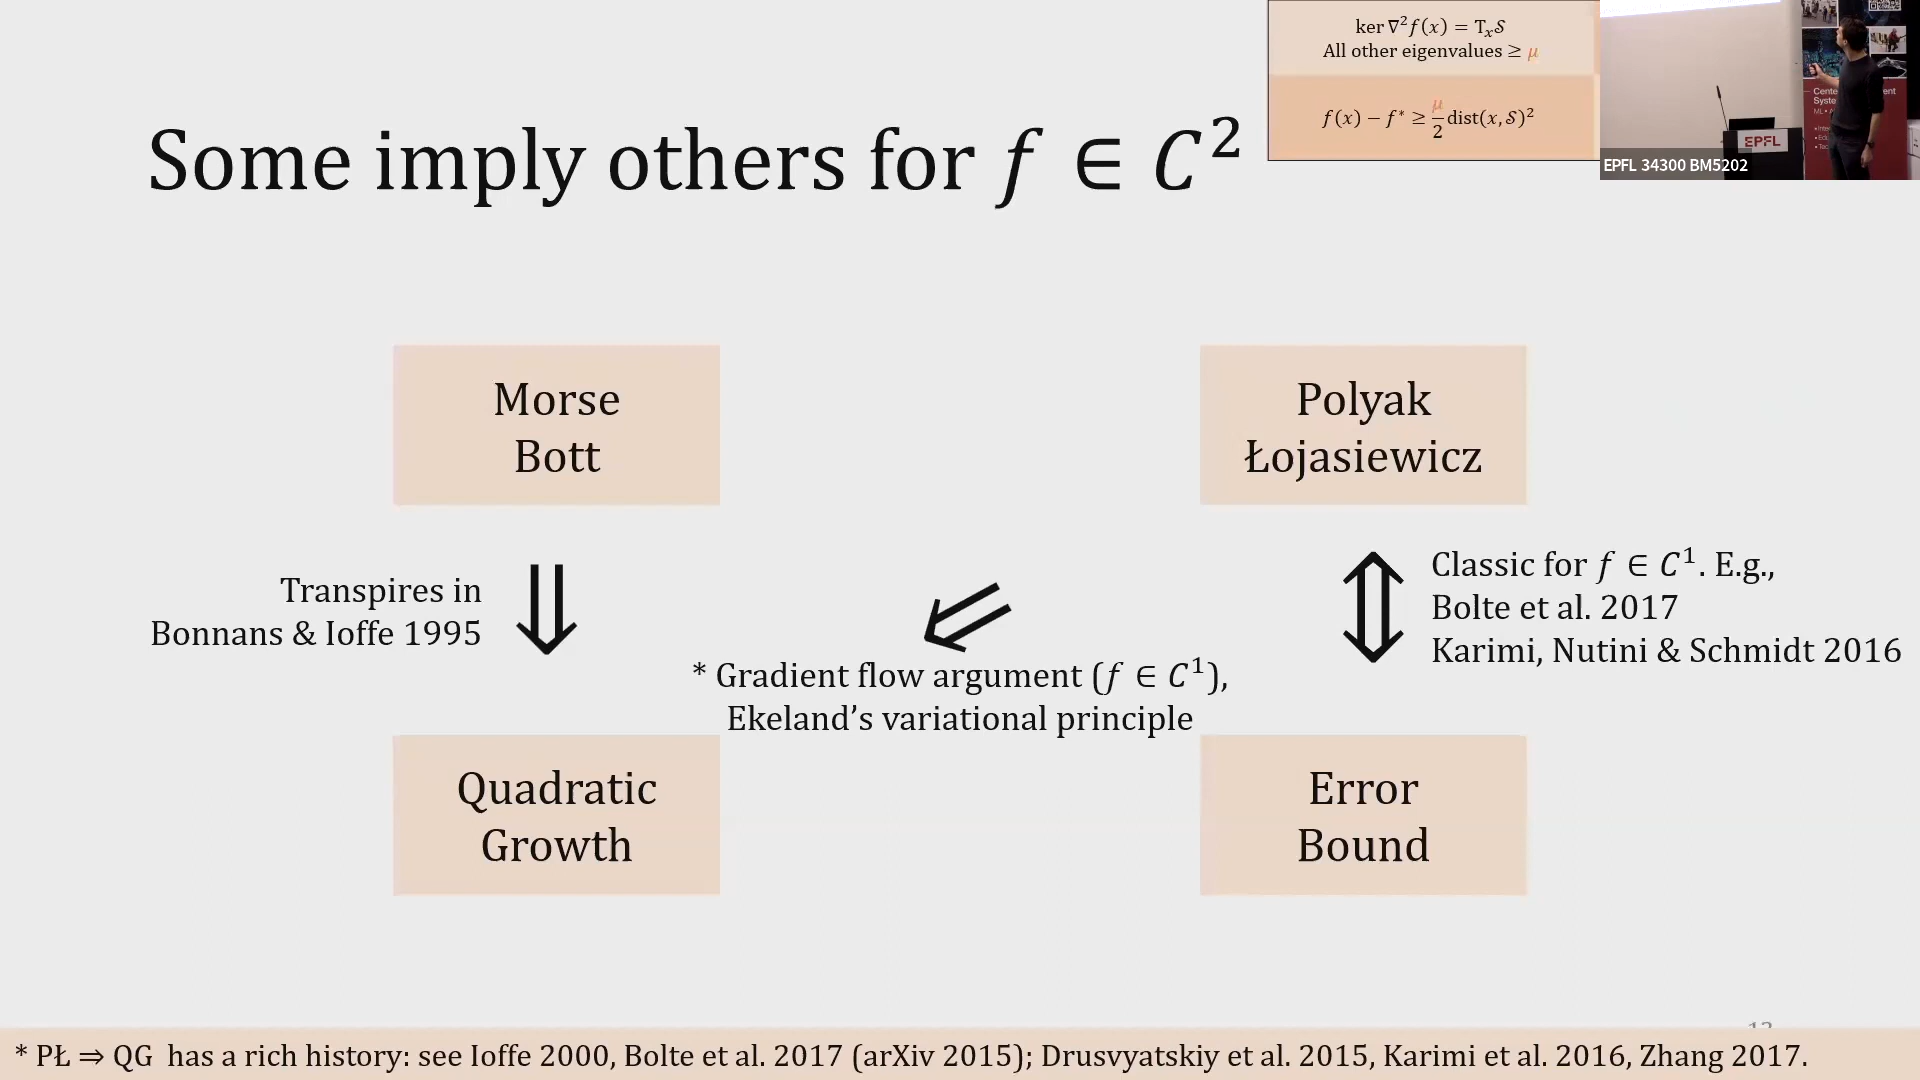 ker ∇²f(x) = TₓS
All other eigenvalues ≥ μ
f(x) − f* ≥ μ/2 dist(x, S)²
EPFL
EPFL 34300 BM5202
Some imply others for f ∈ C²
Morse
Bott
Polyak
Łojasiewicz
Transpires in
Bonnans & Ioffe 1995
⇓
⇙
* Gradient flow argument (f ∈ C¹),
Ekeland’s variational principle
⇕
Classic for f ∈ C¹. E.g.,
Bolte et al. 2017
Karimi, Nutini & Schmidt 2016
Quadratic
Growth
Error
Bound
* PŁ ⇒ QG has a rich history: see Ioffe 2000, Bolte et al. 2017 (arXiv 2015); Drusvyatskiy et al. 2015, Karimi et al. 2016, Zhang 2017.